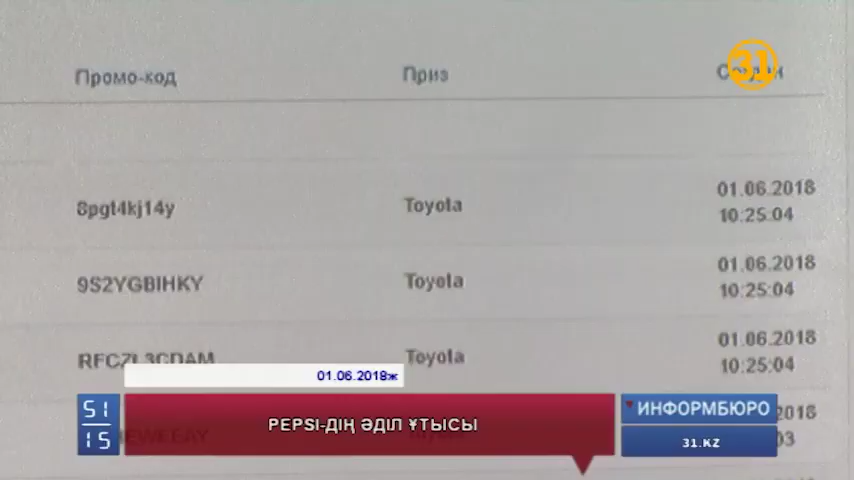 Промо-код Приз
31
8pgt4kj14y Toyota 01.06.2018
10:25:04
9S2YGBIHKY Toyota 01.06.2018
10:25:04
Toyota 01.06.2018
10:25:04
01.06.2018ж
51
15
PEPSI-ДІҢ ӘДІЛ ҰТЫСЫ
ИНФОРМБЮРО
31.KZ